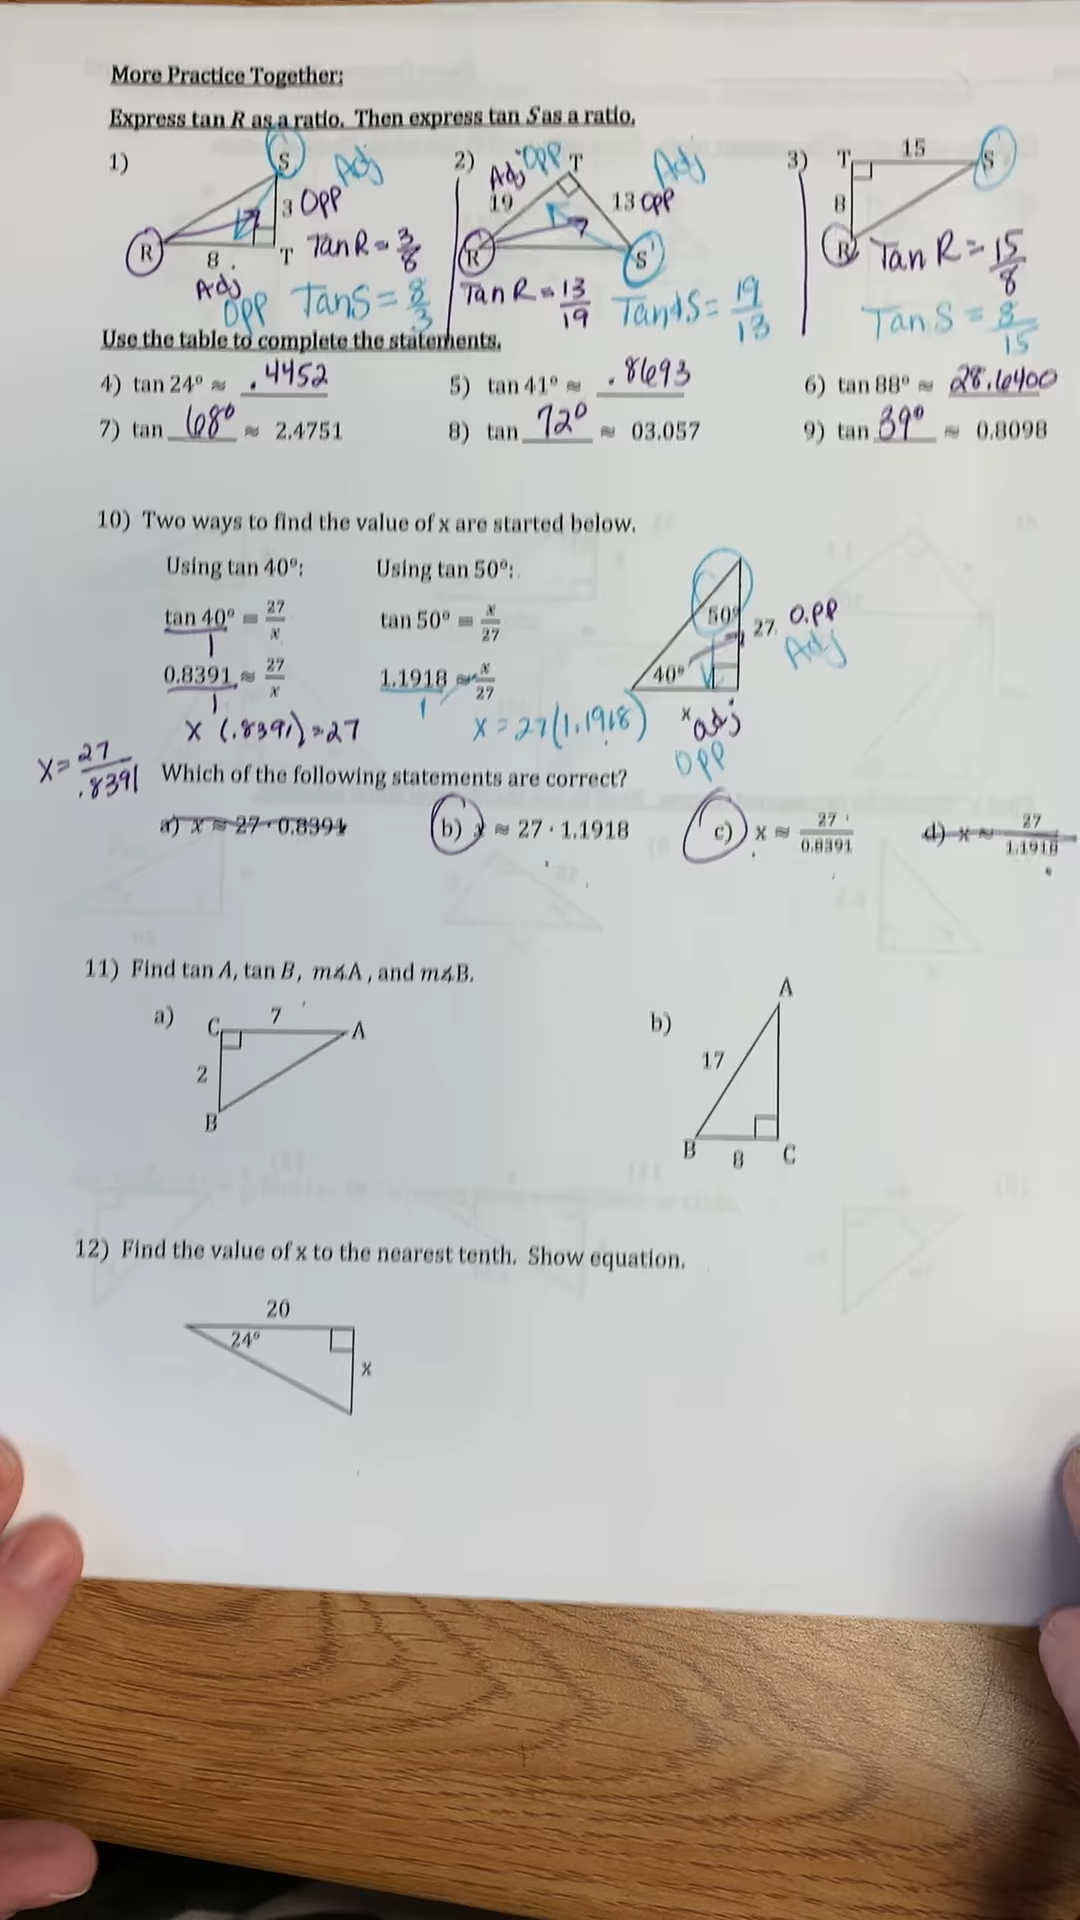 More Practice Together:
Express tan R as a ratio. Then express tan S as a ratio.
1) S Adj
3 Opp
R 8 T Tan R = 3/8
Adj
Opp Tan S = 8/3
2) Adj Opp T Adj
19 13 opp
R S
Tan R = 13/19 Tan S = 19/13
3) T 15 S
8
R Tan R = 15/8
Tan S = 8/15
Use the table to complete the statements.
4) tan 24° ≈ .4452 5) tan 41° ≈ .8693 6) tan 88° ≈ 28.6400
7) tan 68° ≈ 2.4751 8) tan 72° ≈ 03.057 9) tan 39° ≈ 0.8098
10) Two ways to find the value of x are started below.
Using tan 40°: Using tan 50°:
tan 40° = 27/x tan 50° = x/27
1
0.8391 ≈ 27/x 1.1918 ≈ x/27
1 1
x (.8391) = 27 x = 27(1.1918)
x = 27/.8391
50° 27 opp
Adj
40°
x adj
opp
Which of the following statements are correct?
a) x ≈ 27 · 0.8391 b) x ≈ 27 · 1.1918 c) x ≈ 27/0.8391 d) x ≈ 27/1.1918
11) Find tan A, tan B, m∡A, and m∡B.
a) C 7 A
2
B
b) A
17
B 8 C
12) Find the value of x to the nearest tenth. Show equation.
20
24°
x